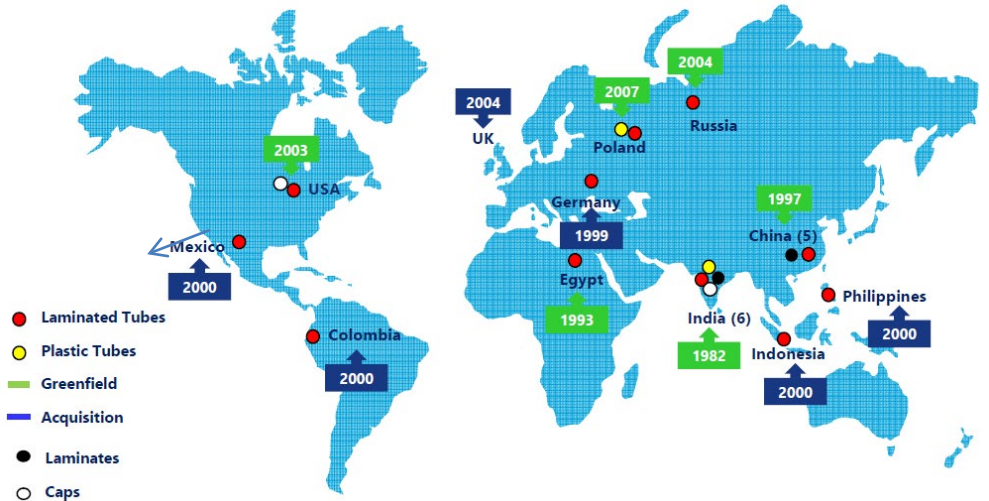 2004
2004
UK
2007
Russia
Poland
2003
USA
Germany
1999
1997
China (5)
Mexico
2000
Egypt
1993
India (6)
1982
Philippines
2000
Indonesia
2000
Colombia
2000
Laminated Tubes
Plastic Tubes
Greenfield
Acquisition
Laminates
Caps